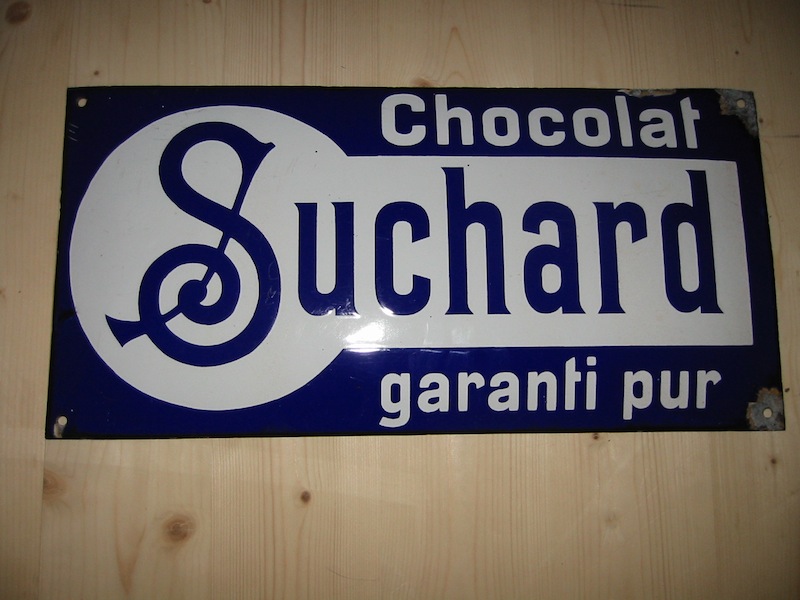 Chocolat
Suchard
garanti pur